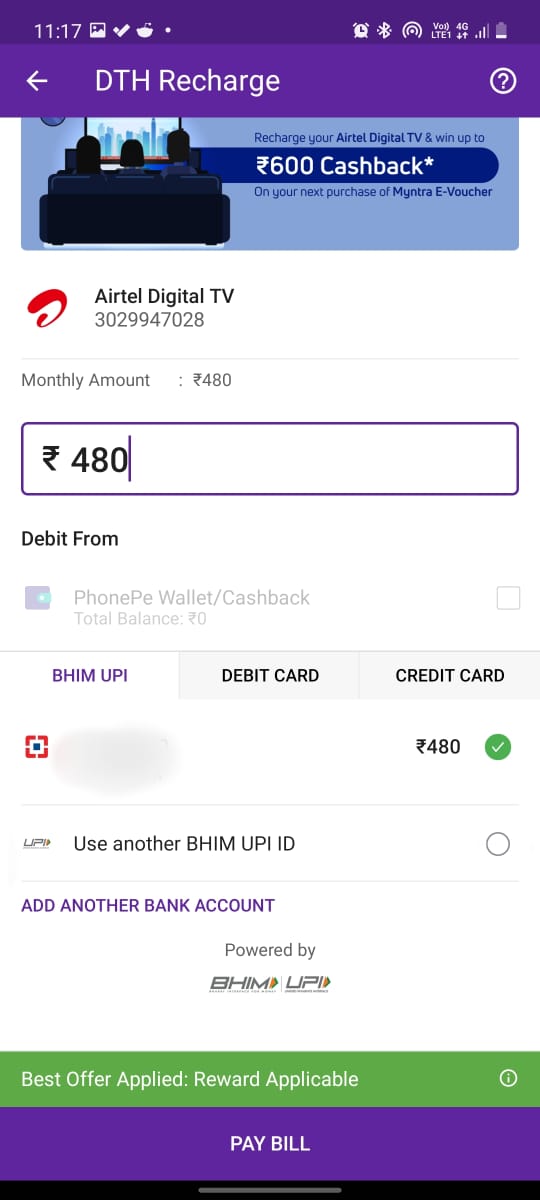 11:17
Vo)) 4G
LTE1
DTH Recharge
Recharge your Airtel Digital TV & win up to
₹600 Cashback*
On your next purchase of Myntra E-Voucher
Airtel Digital TV
3029947028
Monthly Amount : ₹480
₹ 480
Debit From
PhonePe Wallet/Cashback
Total Balance: ₹0
BHIM UPI
DEBIT CARD
CREDIT CARD
₹480
UPI
Use another BHIM UPI ID
ADD ANOTHER BANK ACCOUNT
Powered by
BHIM UPI
Best Offer Applied: Reward Applicable
PAY BILL